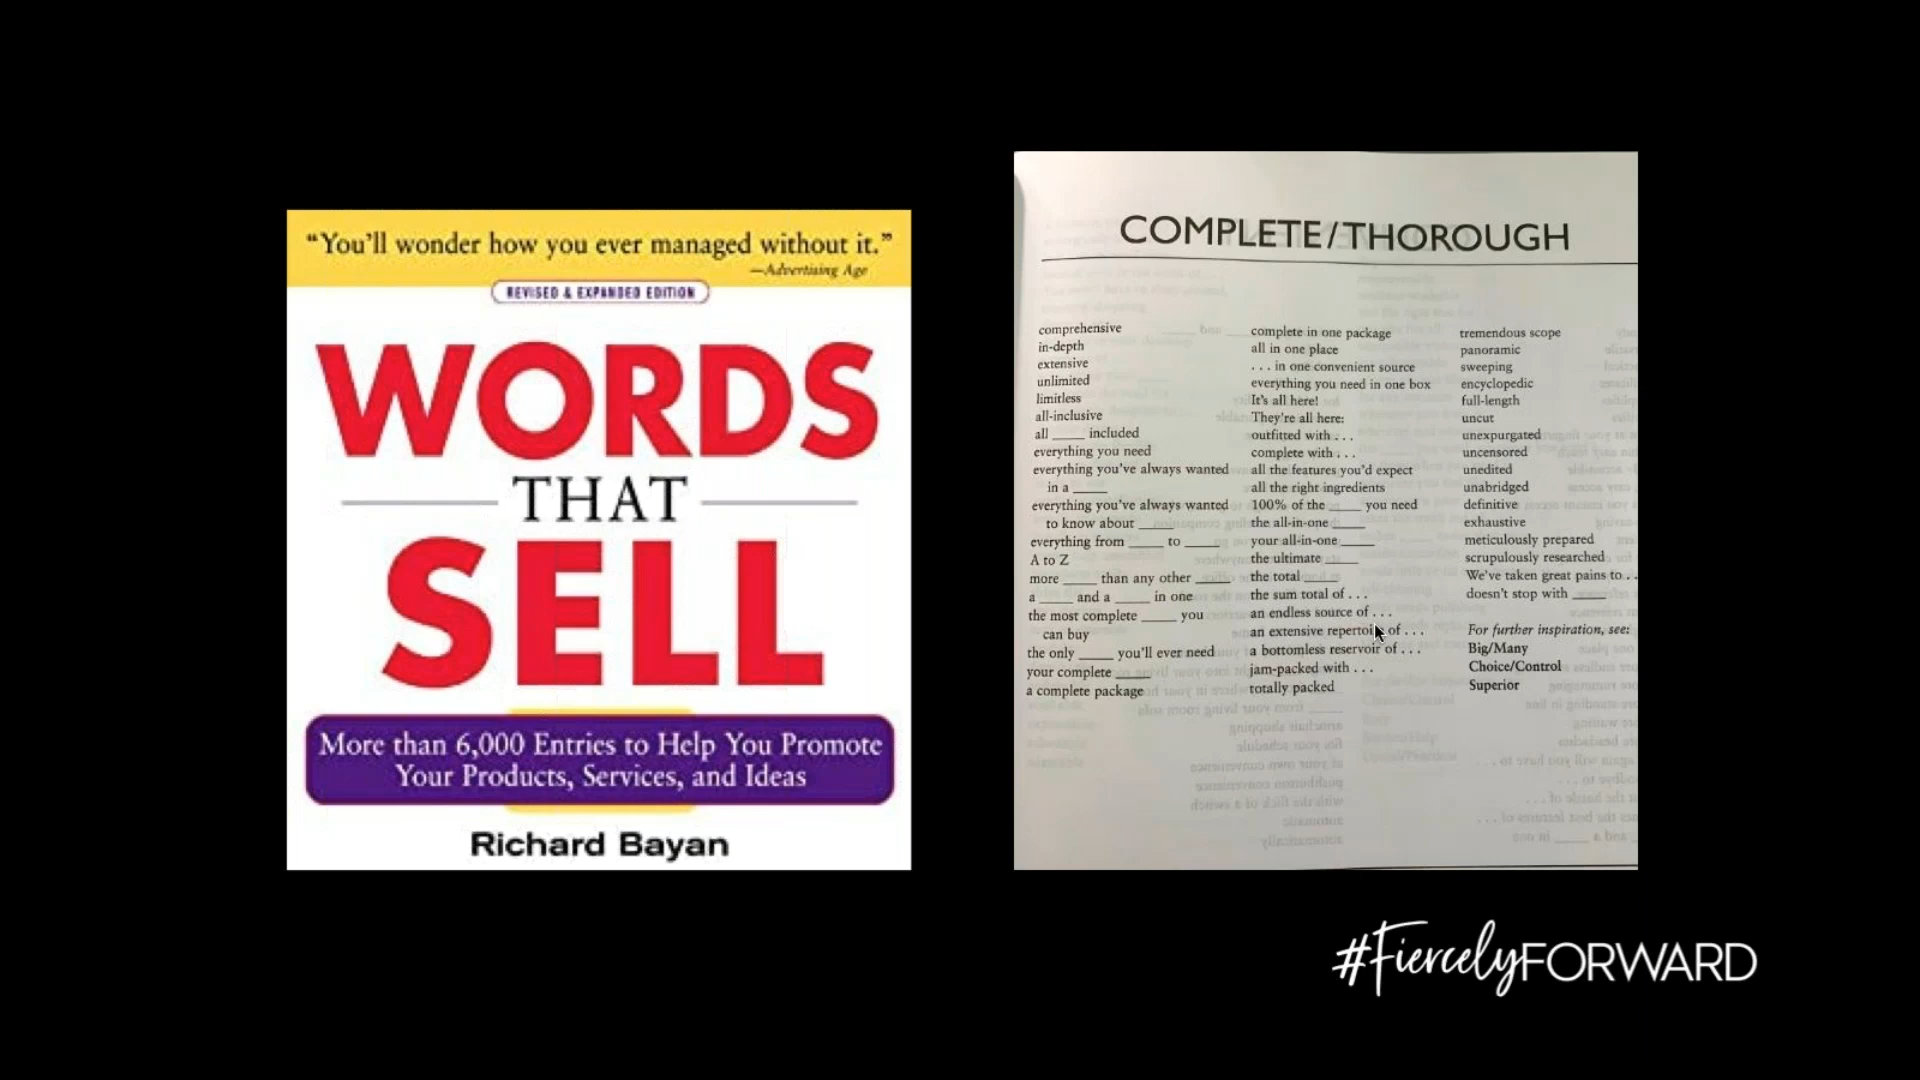 “You'll wonder how you ever managed without it.”
—Advertising Age
REVISED & EXPANDED EDITION
WORDS
THAT
SELL
More than 6,000 Entries to Help You Promote
Your Products, Services, and Ideas
Richard Bayan
COMPLETE/THOROUGH
comprehensive
in-depth
extensive
unlimited
limitless
all-inclusive
all ____ included
everything you need
everything you've always wanted
in a ____
everything you've always wanted
to know about ____
everything from ____ to ____
A to Z
more ____ than any other ____
a ____ and a ____ in one
the most complete ____ you
can buy
the only ____ you'll ever need
your complete ____
a complete package
complete in one package
all in one place
. . . in one convenient source
everything you need in one box
It's all here!
They're all here:
outfitted with . . .
complete with . . .
all the features you'd expect
all the right ingredients
100% of the ____ you need
the all-in-one ____
your all-in-one ____
the ultimate ____
the total ____
the sum total of . . .
an endless source of . . .
an extensive repertoire of . . .
a bottomless reservoir of . . .
jam-packed with . . .
totally packed
tremendous scope
panoramic
sweeping
encyclopedic
full-length
uncut
unexpurgated
uncensored
unedited
unabridged
definitive
exhaustive
meticulously prepared
scrupulously researched
We've taken great pains to . .
doesn't stop with ____
For further inspiration, see:
Big/Many
Choice/Control
Superior
#FiercelyFORWARD